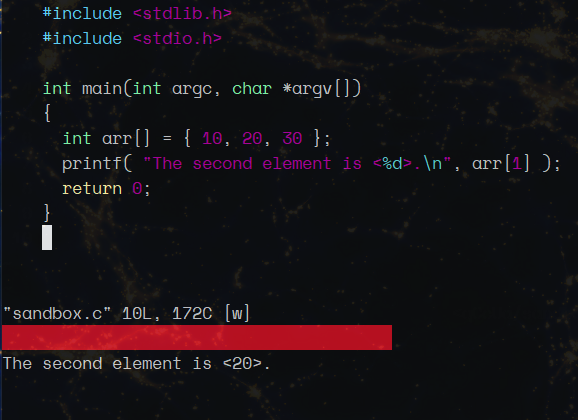 #include <stdlib.h>
#include <stdio.h>
int main(int argc, char *argv[])
{
  int arr[] = { 10, 20, 30 };
  printf( "The second element is <%d>.\n", arr[1] );
  return 0;
}
"sandbox.c" 10L, 172C [w]
The second element is <20>.